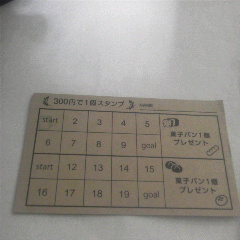 300円で1個スタンプ NAME
start 2 3 4 5
6 7 8 9 goal
菓子パン1個
プレゼント
start 12 13 14 15
16 17 18 19 goal
菓子パン1個
プレゼント